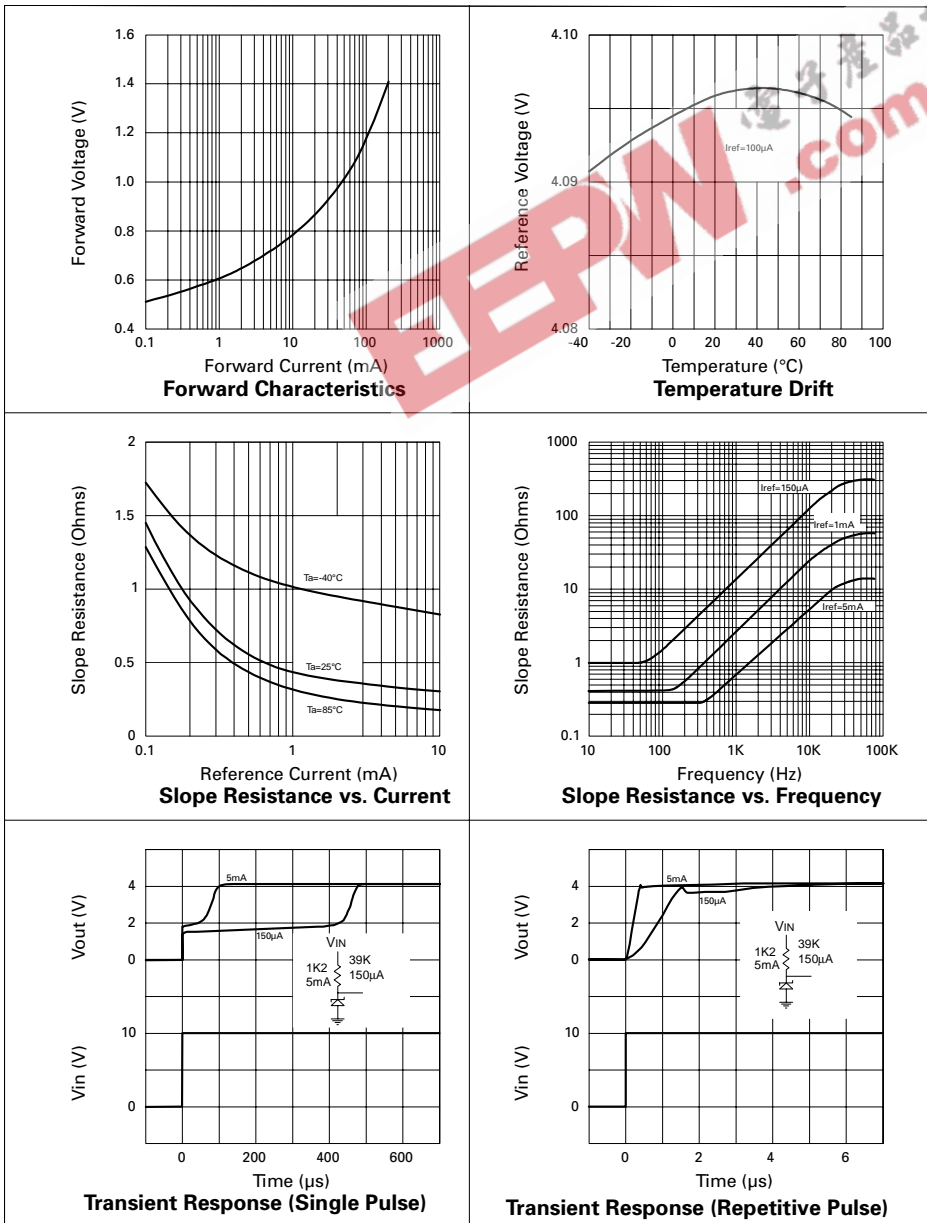 1.6
1.4
1.2
1.0
0.8
0.6
0.4
0.1
1
10
100
1000
Forward Voltage (V)
Forward Current (mA)
Forward Characteristics
4.10
4.09
4.08
-40
-20
0
20
40
60
80
100
Reference Voltage (V)
Iref=100µA
Temperature (°C)
Temperature Drift
EEPW.com
電子產品
2
1.5
1
0.5
0
0.1
1
10
Slope Resistance (Ohms)
Ta=-40°C
Ta=25°C
Ta=85°C
Reference Current (mA)
Slope Resistance vs. Current
1000
100
10
1
0.1
10
100
1K
10K
100K
Slope Resistance (Ohms)
Iref=150µA
Iref=1mA
Iref=5mA
Frequency (Hz)
Slope Resistance vs. Frequency
4
2
0
10
0
0
200
400
600
Vout (V)
Vin (V)
5mA
150µA
VIN
1K2
5mA
39K
150µA
Time (µs)
Transient Response (Single Pulse)
4
2
0
10
0
0
2
4
6
Vout (V)
Vin (V)
5mA
150µA
VIN
1K2
5mA
39K
150µA
Time (µs)
Transient Response (Repetitive Pulse)